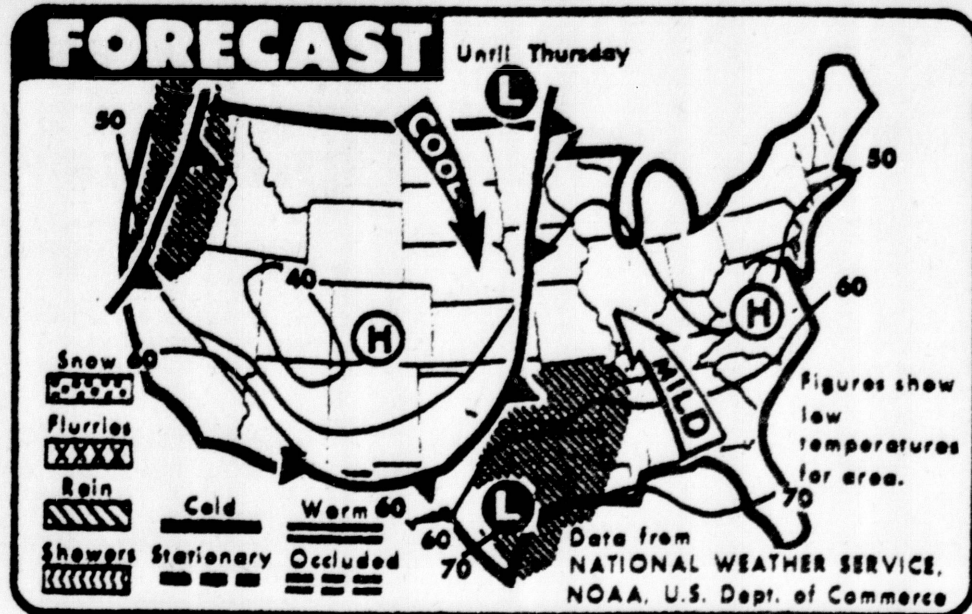 FORECAST
Until Thursday
L
50
COOL
50
40
H
H
60
60
MILD
Snow
Flurries
Rain
Showers
Cold
Warm
Stationary
Occluded
60
60
70
L
70
Figures show
low
temperatures
for area.
Data from
NATIONAL WEATHER SERVICE,
NOAA, U.S. Dept. of Commerce